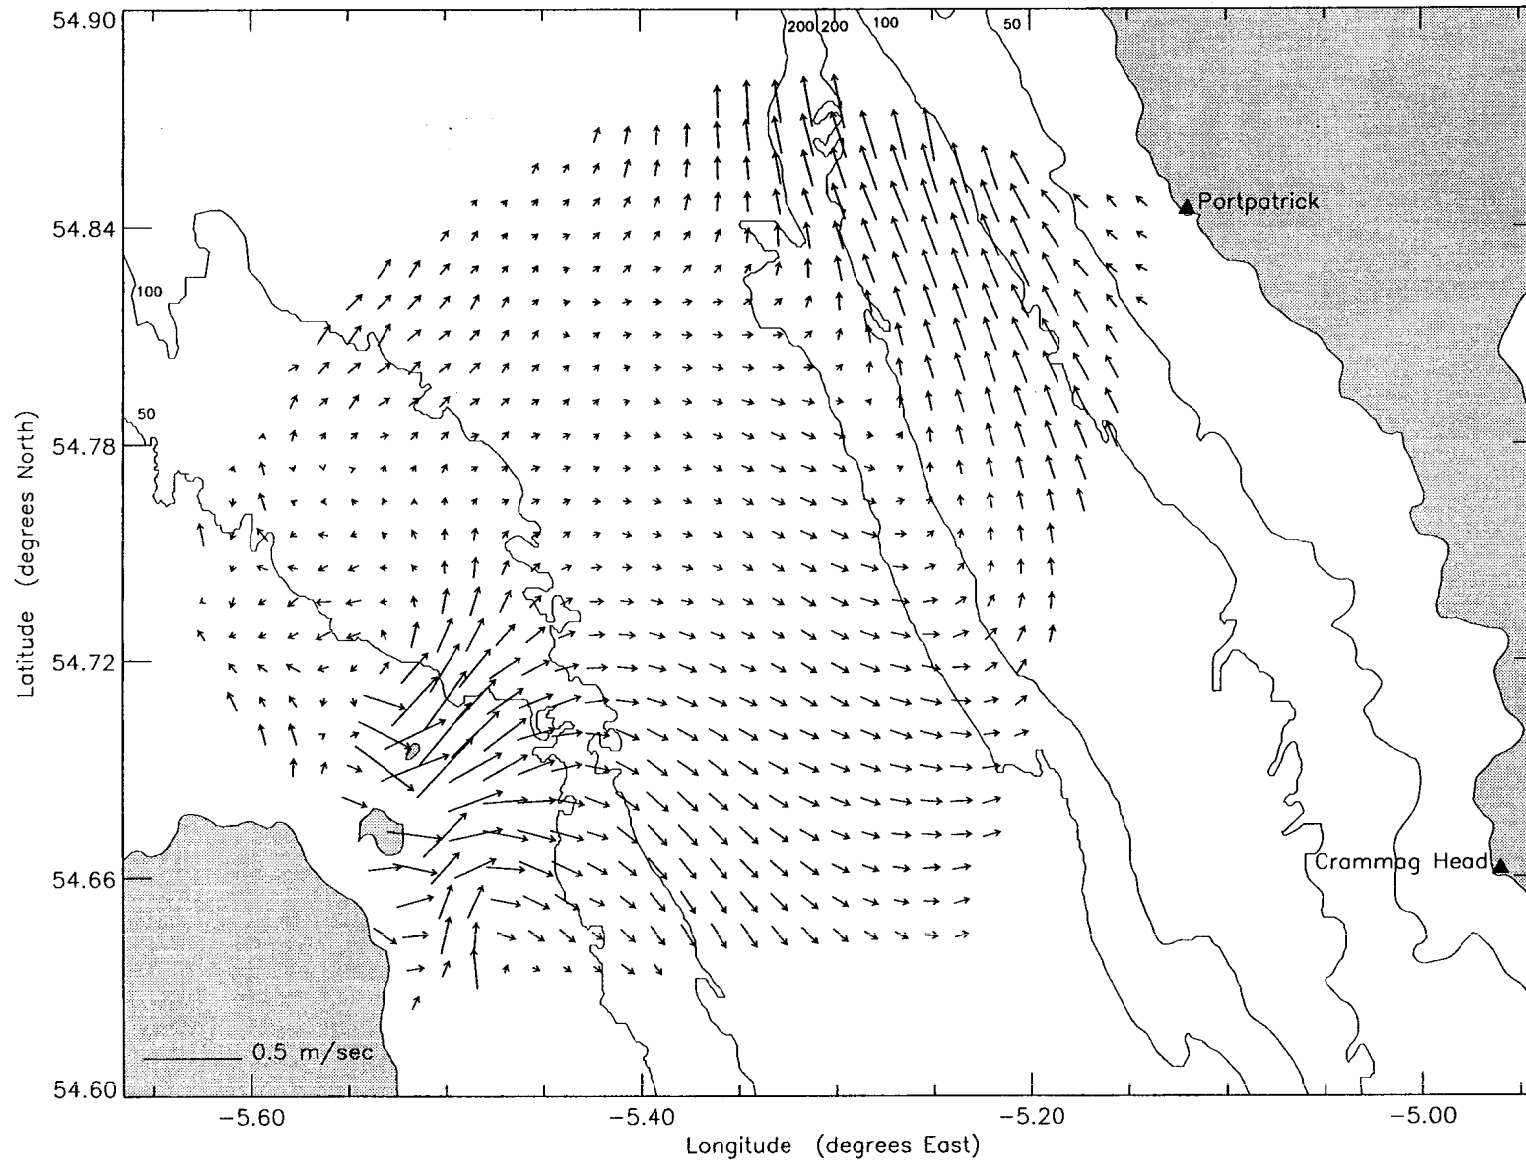 54.90
200 200 100 50
Portpatrick
54.84
100
50
54.78
54.72
54.66
Crammag Head
0.5 m/sec
54.60
−5.60 −5.40 −5.20 −5.00
Longitude (degrees East)
Latitude (degrees North)